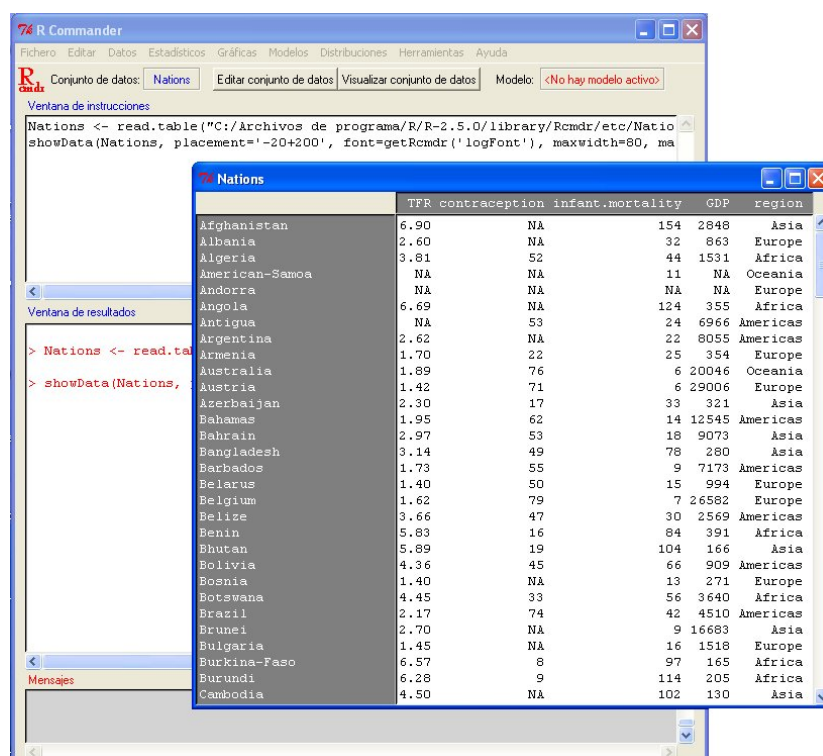 R Commander
Fichero Editar Datos Estadísticos Gráficas Modelos Distribuciones Herramientas Ayuda
Rcmdr Conjunto de datos: Nations Editar conjunto de datos Visualizar conjunto de datos Modelo: <No hay modelo activo>
Ventana de instrucciones
Nations <- read.table("C:/Archivos de programa/R/R-2.5.0/library/Rcmdr/etc/Natio
showData(Nations, placement='-20+200', font=getRcmdr('logFont'), maxwidth=80, ma
Ventana de resultados
> Nations <- read.tab
> showData(Nations,
Mensajes
Nations
TFR contraception infant.mortality GDP region
Afghanistan 6.90 NA 154 2848 Asia
Albania 2.60 NA 32 863 Europe
Algeria 3.81 52 44 1531 Africa
American-Samoa NA NA 11 NA Oceania
Andorra NA NA NA NA Europe
Angola 6.69 NA 124 355 Africa
Antigua NA 53 24 6966 Americas
Argentina 2.62 NA 22 8055 Americas
Armenia 1.70 22 25 354 Europe
Australia 1.89 76 6 20046 Oceania
Austria 1.42 71 6 29006 Europe
Azerbaijan 2.30 17 33 321 Asia
Bahamas 1.95 62 14 12545 Americas
Bahrain 2.97 53 18 9073 Asia
Bangladesh 3.14 49 78 280 Asia
Barbados 1.73 55 9 7173 Americas
Belarus 1.40 50 15 994 Europe
Belgium 1.62 79 7 26582 Europe
Belize 3.66 47 30 2569 Americas
Benin 5.83 16 84 391 Africa
Bhutan 5.89 19 104 166 Asia
Bolivia 4.36 45 66 909 Americas
Bosnia 1.40 NA 13 271 Europe
Botswana 4.45 33 56 3640 Africa
Brazil 2.17 74 42 4510 Americas
Brunei 2.70 NA 9 16683 Asia
Bulgaria 1.45 NA 16 1518 Europe
Burkina-Faso 6.57 8 97 165 Africa
Burundi 6.28 9 114 205 Africa
Cambodia 4.50 NA 102 130 Asia